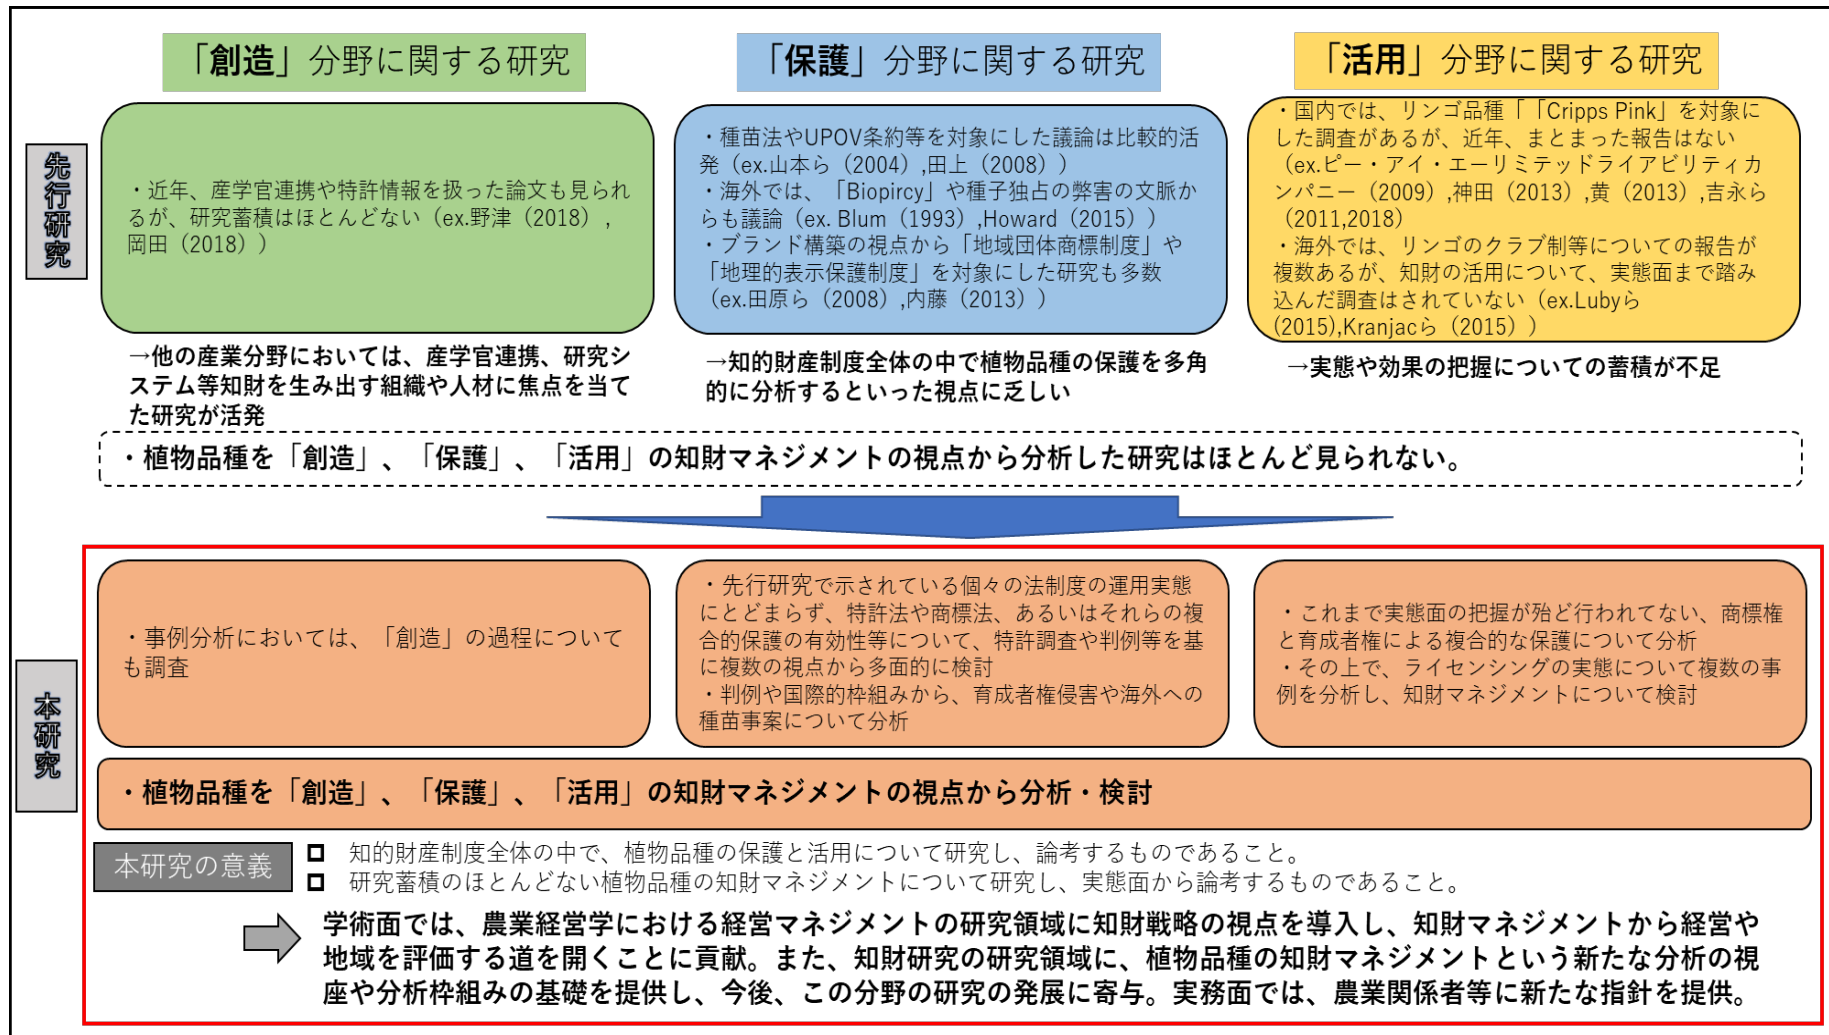 「創造」分野に関する研究
「保護」分野に関する研究
「活用」分野に関する研究
先行研究
・近年、産学官連携や特許情報を扱った論文も見られ
るが、研究蓄積はほとんどない（ex.野津（2018）,
岡田（2018））
・種苗法やUPOV条約等を対象にした議論は比較的活
発（ex.山本ら（2004）,田上（2008））
・海外では、「Biopircy」や種子独占の弊害の文脈か
らも議論（ex. Blum（1993）,Howard（2015））
・ブランド構築の視点から「地域団体商標制度」や
「地理的表示保護制度」を対象にした研究も多数
（ex.田原ら（2008）,内藤（2013））
・国内では、リンゴ品種「「Cripps Pink」を対象に
した調査があるが、近年、まとまった報告はない
（ex.ピー・アイ・エーリミテッドライアビリティカ
ンパニー（2009）,神田（2013）,黄（2013）,吉永ら
（2011,2018）
・海外では、リンゴのクラブ制等についての報告が
複数あるが、知財の活用について、実態面まで踏み
込んだ調査はされていない（ex.Lubyら
(2015),Kranjacら（2015））
→他の産業分野においては、産学官連携、研究シ
ステム等知財を生み出す組織や人材に焦点を当て
た研究が活発
→知的財産制度全体の中で植物品種の保護を多角
的に分析するといった視点に乏しい
→実態や効果の把握についての蓄積が不足
・植物品種を「創造」、「保護」、「活用」の知財マネジメントの視点から分析した研究はほとんど見られない。
本研究
・事例分析においては、「創造」の過程について
も調査
・先行研究で示されている個々の法制度の運用実態
にとどまらず、特許法や商標法、あるいはそれらの複
合的保護の有効性等について、特許調査や判例等を基
に複数の視点から多面的に検討
・判例や国際的枠組みから、育成者権侵害や海外への
種苗事案について分析
・これまで実態面の把握が殆ど行われてない、商標権
と育成者権による複合的な保護について分析
・その上で、ライセンシングの実態について複数の事
例を分析し、知財マネジメントについて検討
・植物品種を「創造」、「保護」、「活用」の知財マネジメントの視点から分析・検討
本研究の意義
知的財産制度全体の中で、植物品種の保護と活用について研究し、論考するものであること。
研究蓄積のほとんどない植物品種の知財マネジメントについて研究し、実態面から論考するものであること。
学術面では、農業経営学における経営マネジメントの研究領域に知財戦略の視点を導入し、知財マネジメントから経営や
地域を評価する道を開くことに貢献。また、知財研究の研究領域に、植物品種の知財マネジメントという新たな分析の視
座や分析枠組みの基礎を提供し、今後、この分野の研究の発展に寄与。実務面では、農業関係者等に新たな指針を提供。